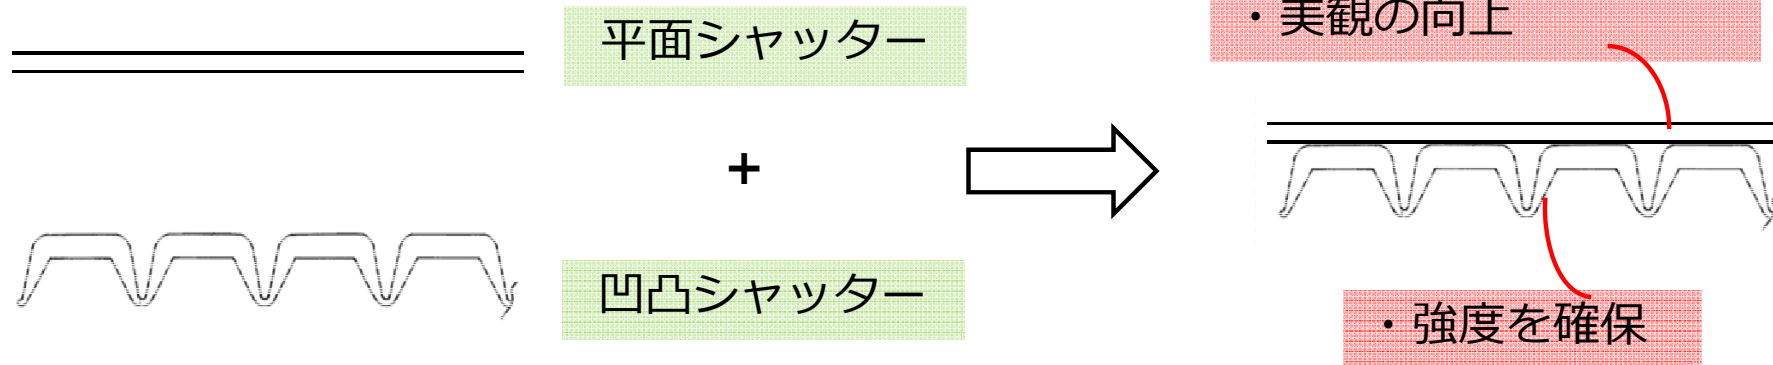 平面シャッター
+
凹凸シャッター
・美観の向上
・強度を確保